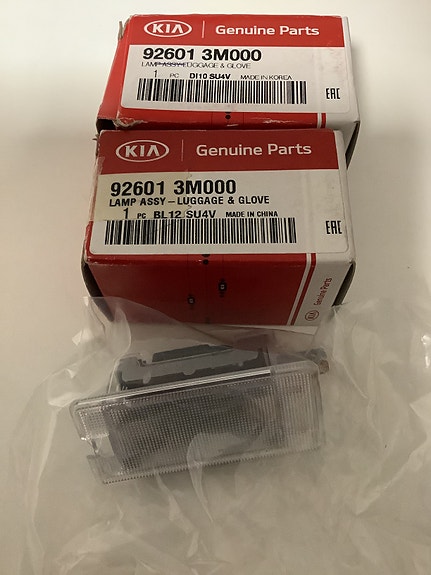 KIA Genuine Parts
92601 3M000
LAMP ASSY-LUGGAGE & GLOVE
1 PC DI10 SU4V MADE IN KOREA
EAC
KIA Genuine Parts
92601 3M000
LAMP ASSY-LUGGAGE & GLOVE
1 PC BL12 SU4V MADE IN CHINA
EAC
KIA